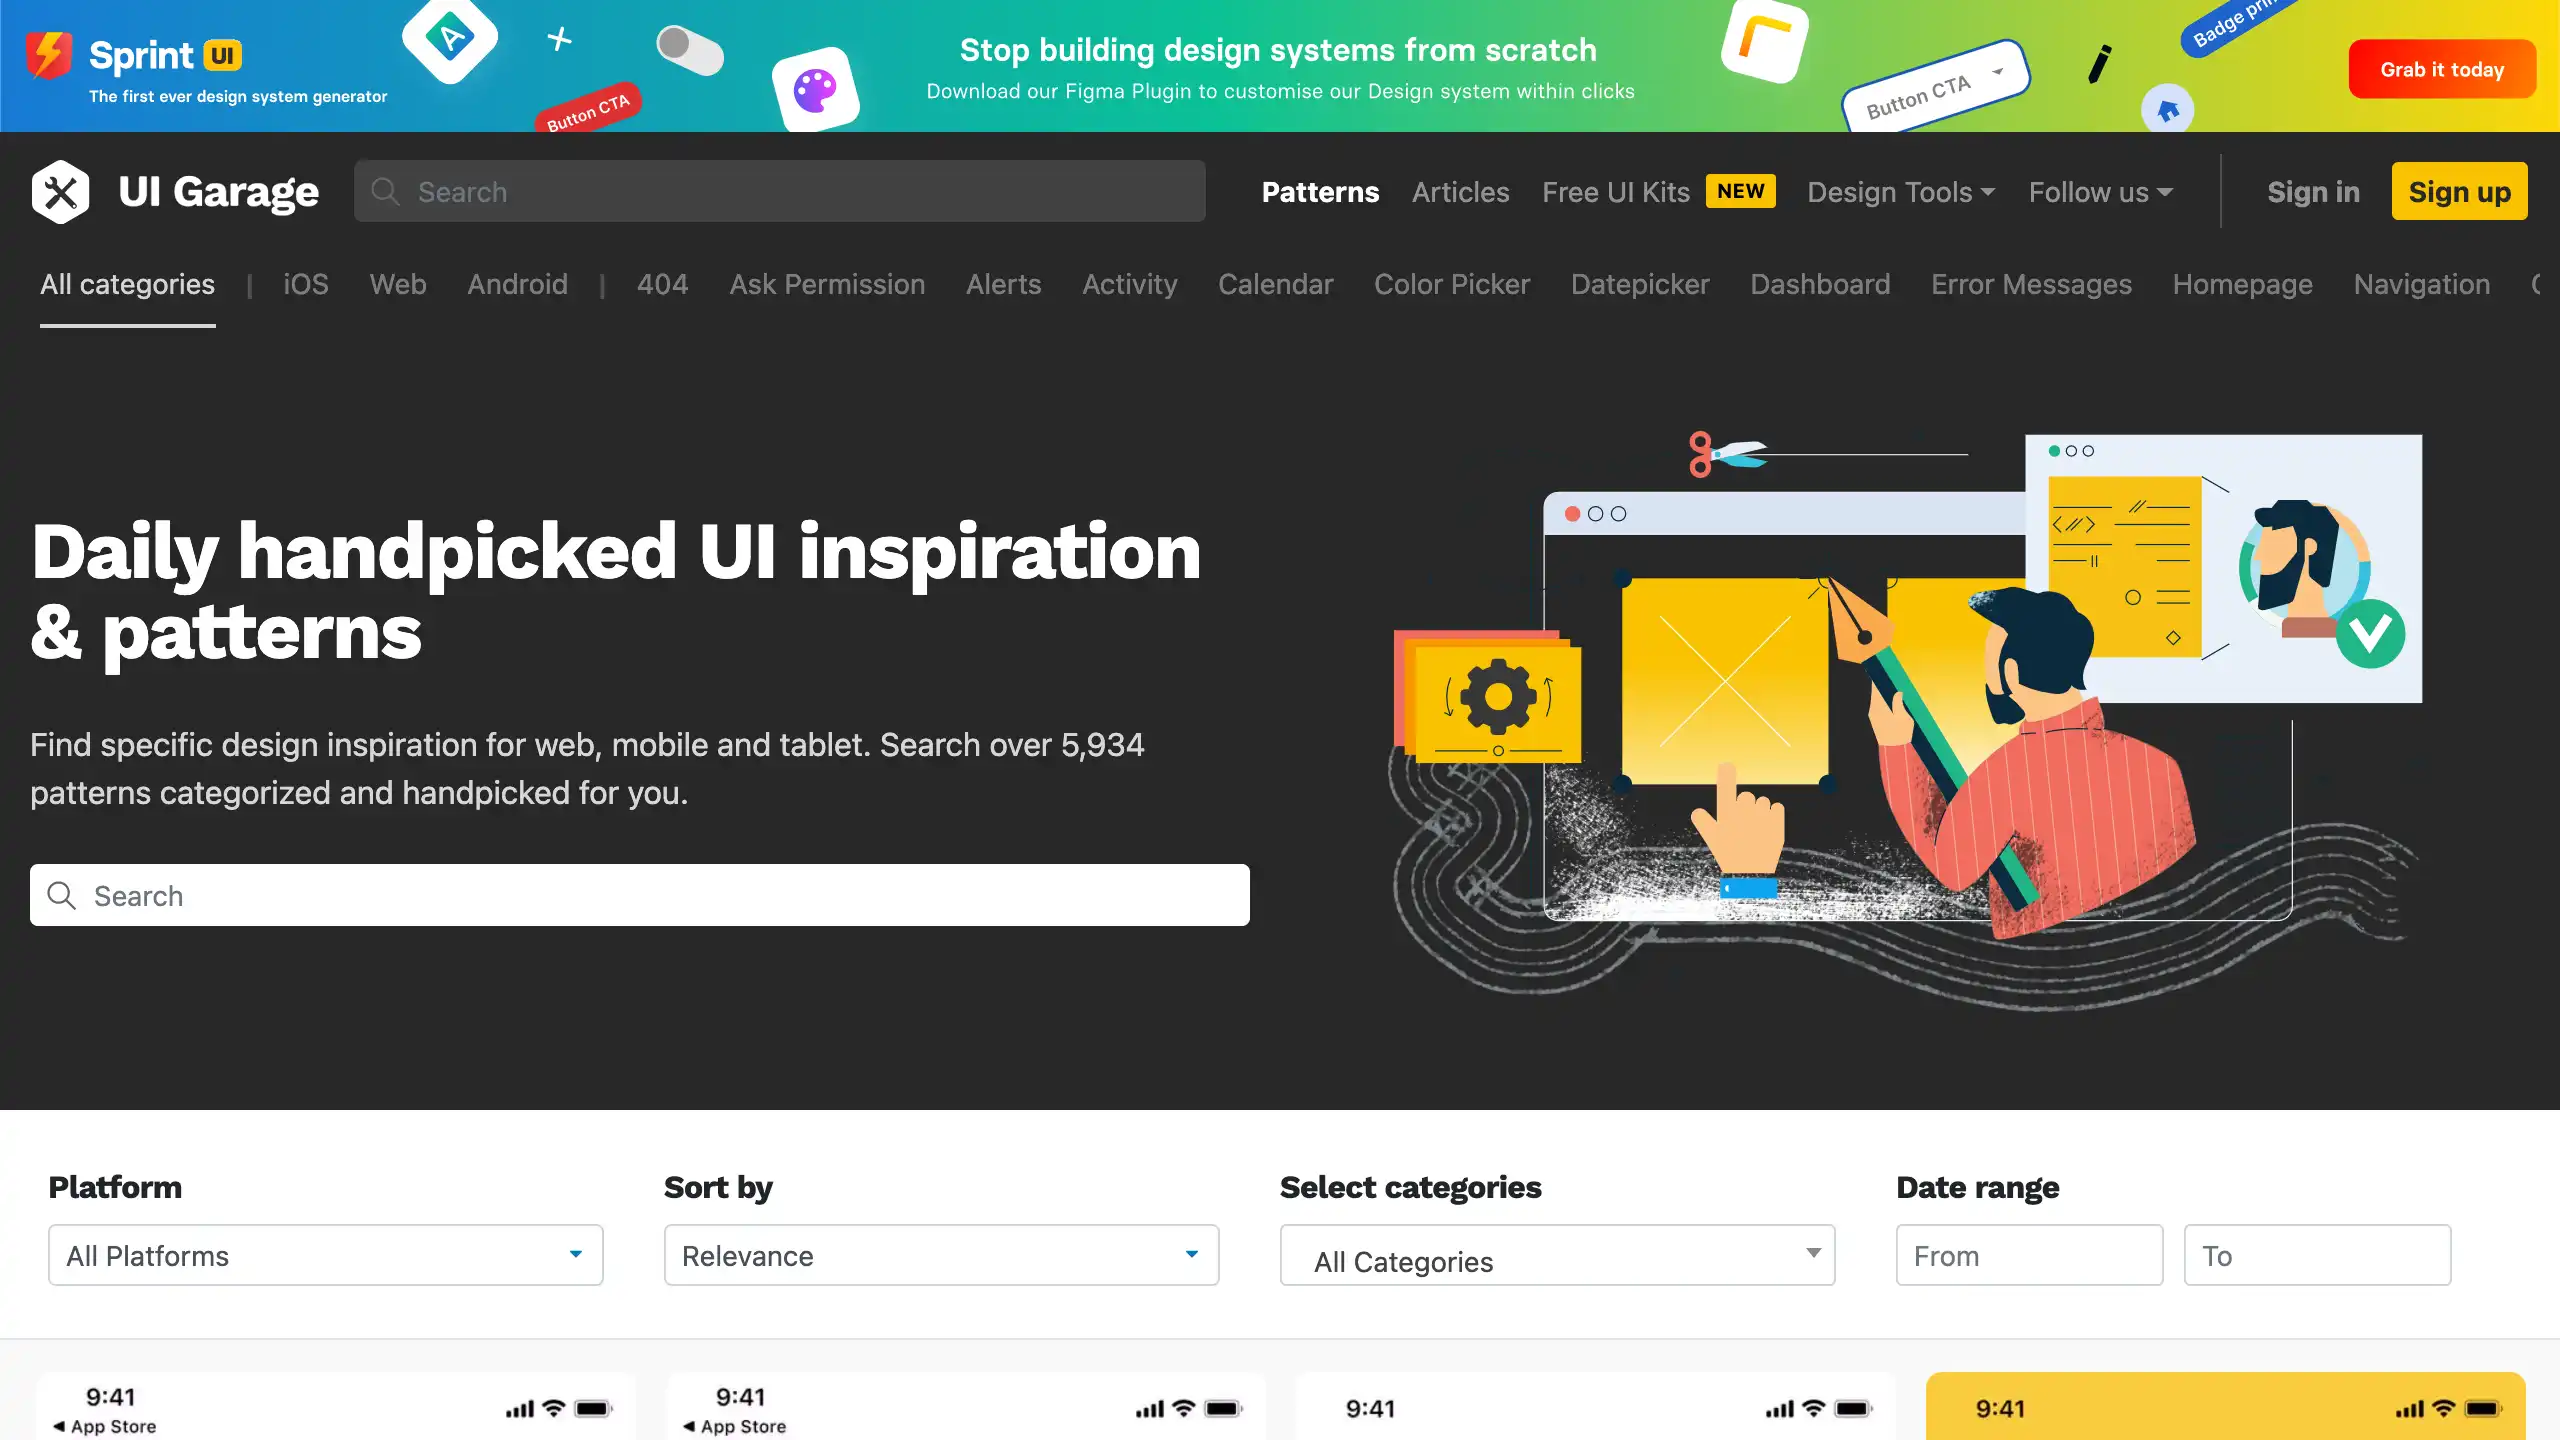 Sprint UI
The first ever design system generator
Button CTA
Stop building design systems from scratch
Download our Figma Plugin to customise our Design system within clicks
Button CTA
Grab it today
UI Garage
Search
Patterns
Articles
Free UI Kits NEW
Design Tools
Follow us
Sign in
Sign up
All categories | iOS Web Android | 404 Ask Permission Alerts Activity Calendar Color Picker Datepicker Dashboard Error Messages Homepage Navigation
Daily handpicked UI inspiration
& patterns
Find specific design inspiration for web, mobile and tablet. Search over 5,934
patterns categorized and handpicked for you.
Search
Platform
All Platforms
Sort by
Relevance
Select categories
All Categories
Date range
From
To
9:41
App Store
9:41
App Store
9:41
9:41